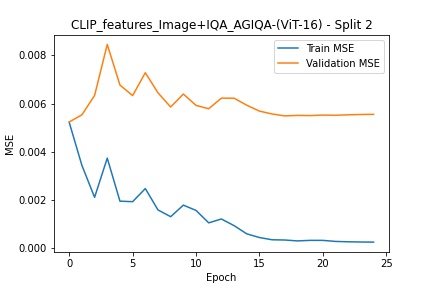 CLIP_features_Image+IQA_AGIQA-(ViT-16) - Split 2
Train MSE
Validation MSE
0.008
0.006
0.004
0.002
0.000
MSE
0 5 10 15 20 25
Epoch